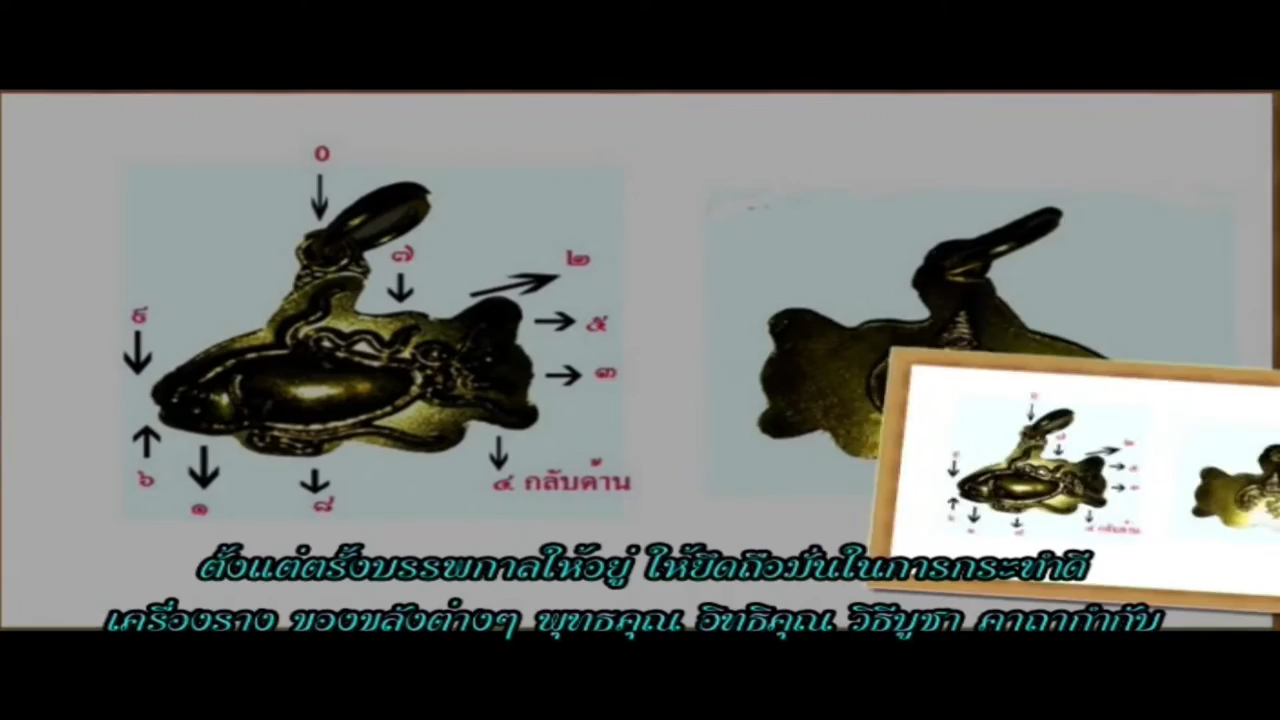 ๐
๗
๒
๕
๓
๖
๑
๘
๔ กลับด้าน
ตั้งแต่ครั้งบรรพกาลให้อยู่ ให้ยึดถือมั่นในการกระทำดี
เครื่องราง ของขลังต่างๆ พุทธคุณ อิทธิคุณ วิธีบูชา คาถากำกับ